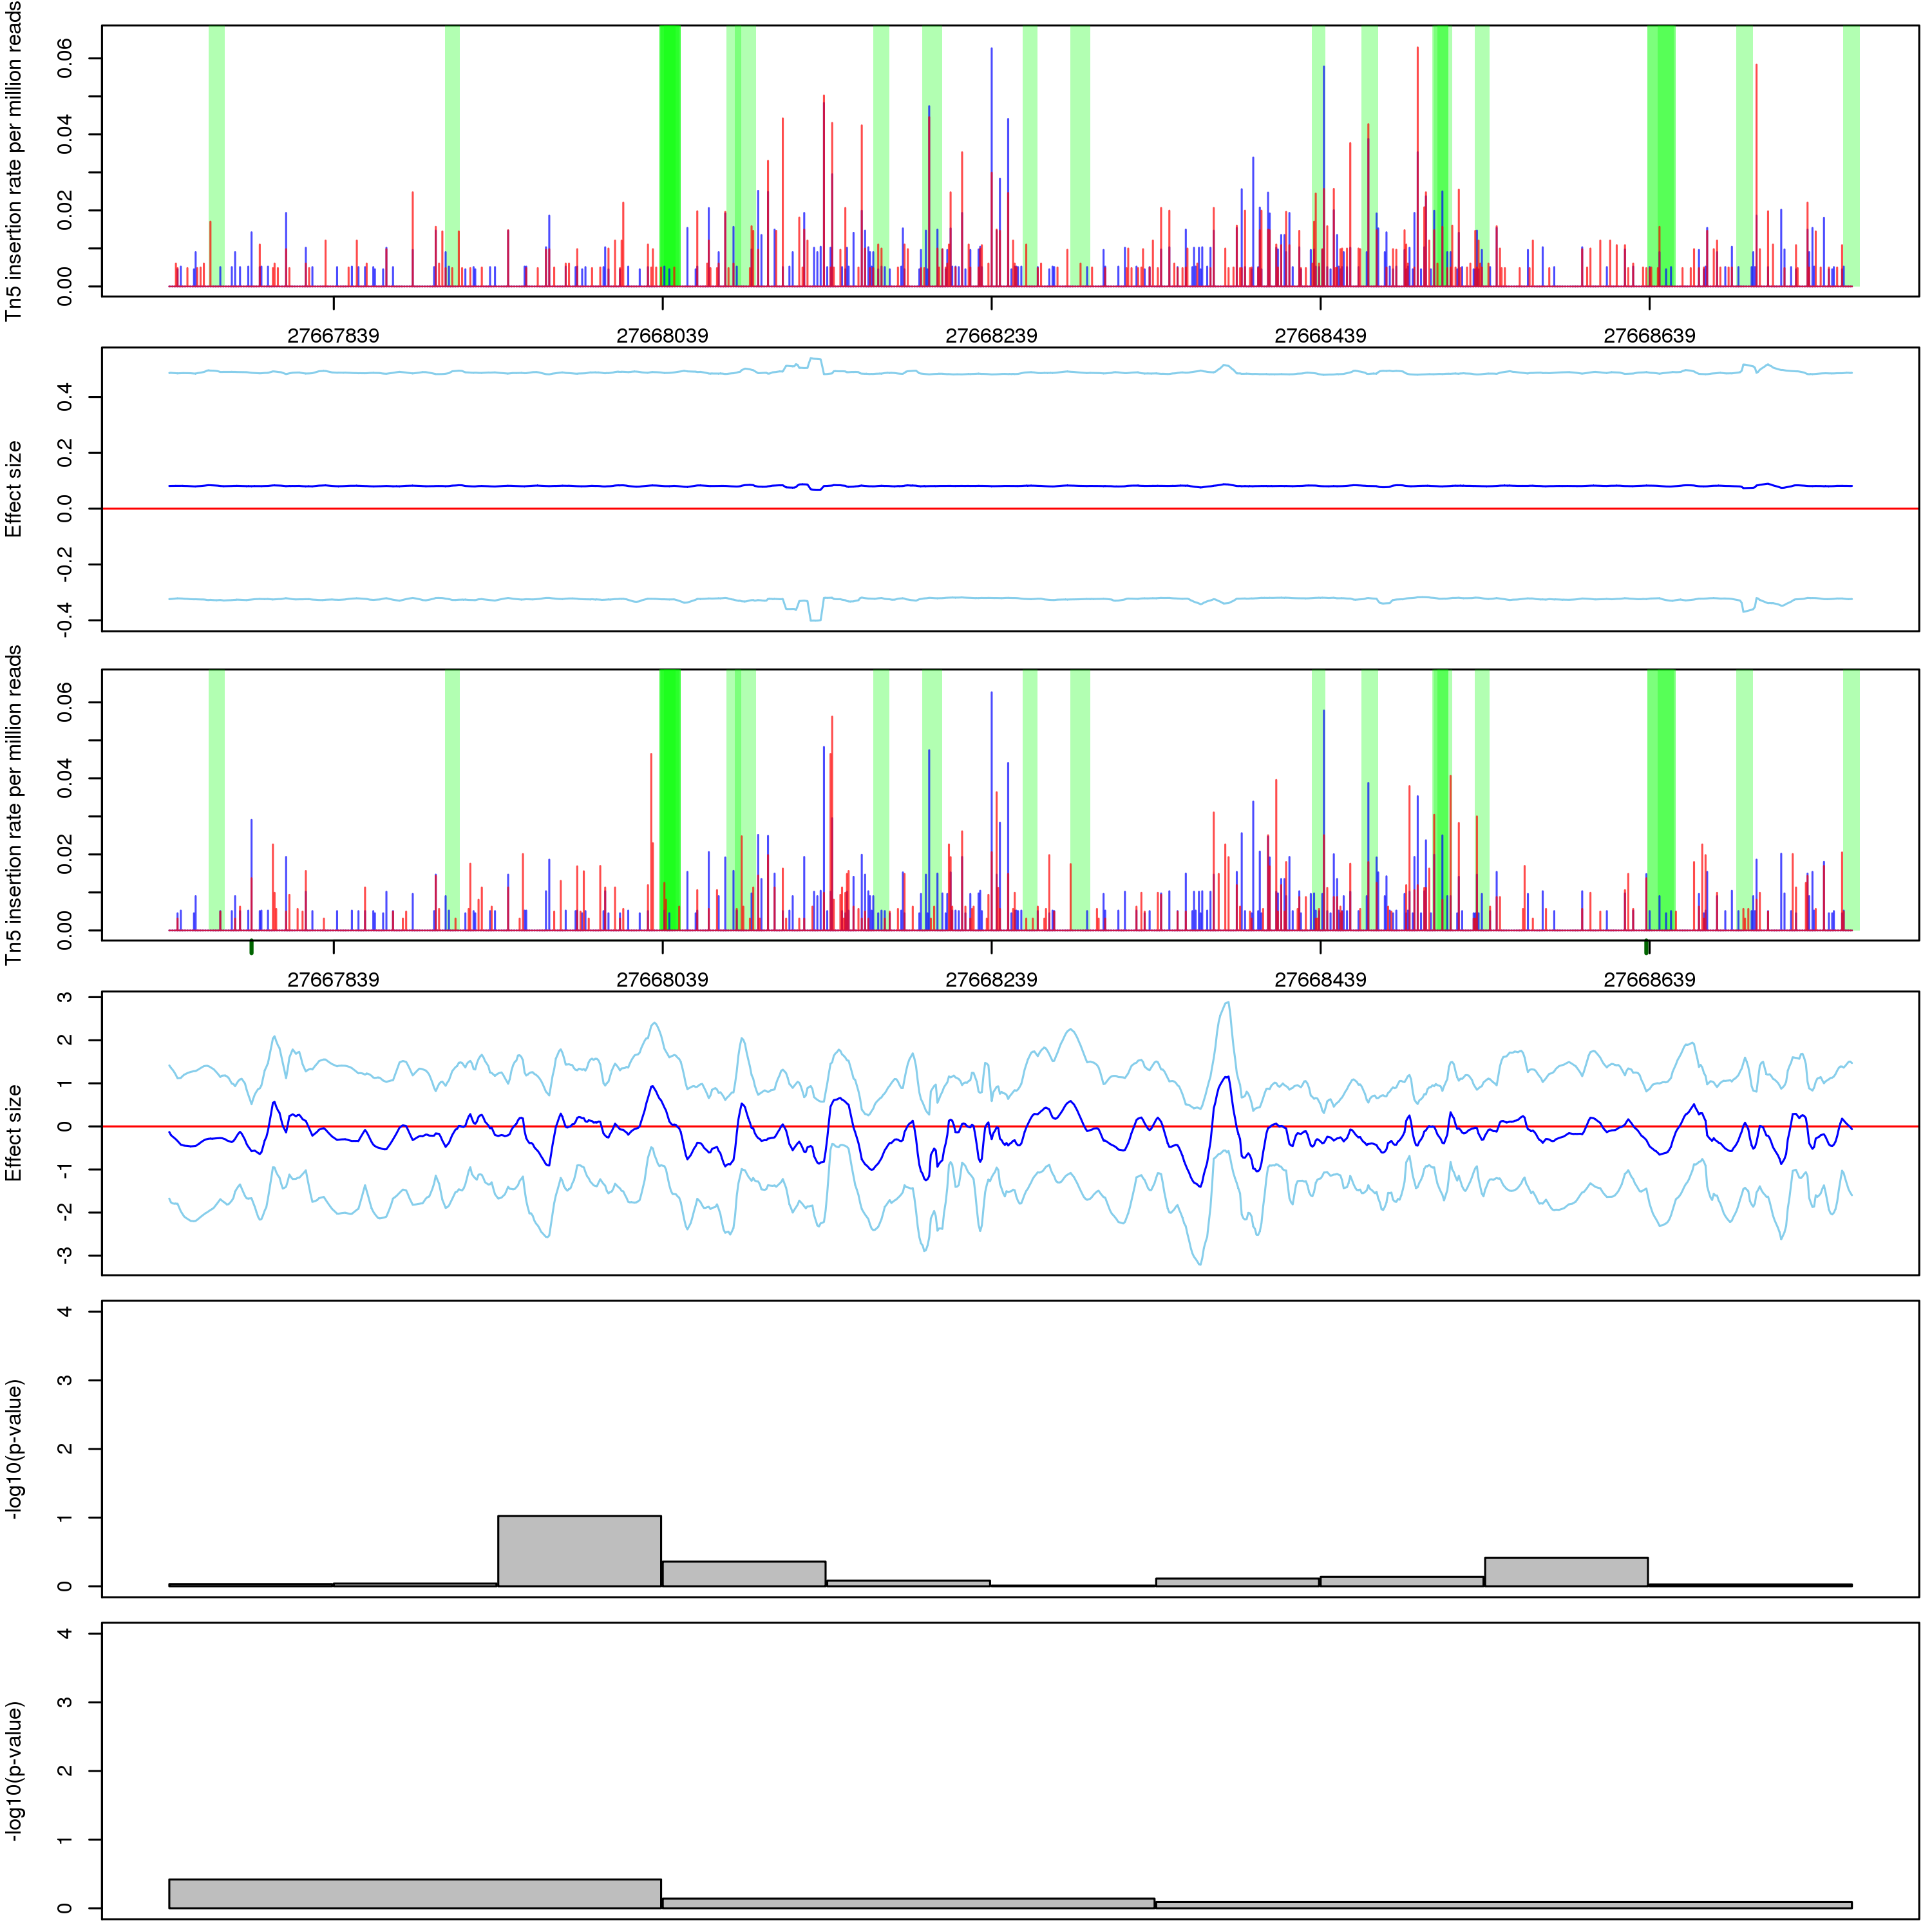 Tn5 insertion rate per million reads
0.00 0.02 0.04 0.06
27667839 27668039 27668239 27668439 27668639
Effect size
-0.4 -0.2 0.0 0.2 0.4
Tn5 insertion rate per million reads
0.00 0.02 0.04 0.06
27667839 27668039 27668239 27668439 27668639
Effect size
-3 -2 -1 0 1 2 3
-log10(p-value)
0 1 2 3 4
-log10(p-value)
0 1 2 3 4